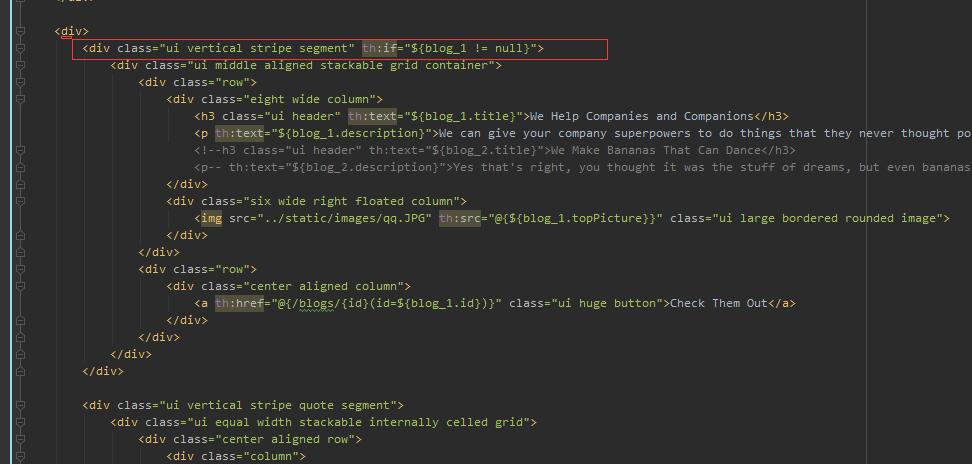 <div>
<div class="ui vertical stripe segment" th:if="${blog_1 != null}">
<div class="ui middle aligned stackable grid container">
<div class="row">
<div class="eight wide column">
<h3 class="ui header" th:text="${blog_1.title}">We Help Companies and Companions</h3>
<p th:text="${blog_1.description}">We can give your company superpowers to do things that they never thought po
<!--h3 class="ui header" th:text="${blog_2.title}">We Make Bananas That Can Dance</h3>
<p-- th:text="${blog_2.description}">Yes that's right, you thought it was the stuff of dreams, but even bananas
</div>
<div class="six wide right floated column">
<img src="../static/images/qq.JPG" th:src="@{${blog_1.topPicture}}" class="ui large bordered rounded image">
</div>
</div>
<div class="row">
<div class="center aligned column">
<a th:href="@{/blogs/{id}(id=${blog_1.id})}" class="ui huge button">Check Them Out</a>
</div>
</div>
</div>
</div>
<div class="ui vertical stripe quote segment">
<div class="ui equal width stackable internally celled grid">
<div class="center aligned row">
<div class="column">